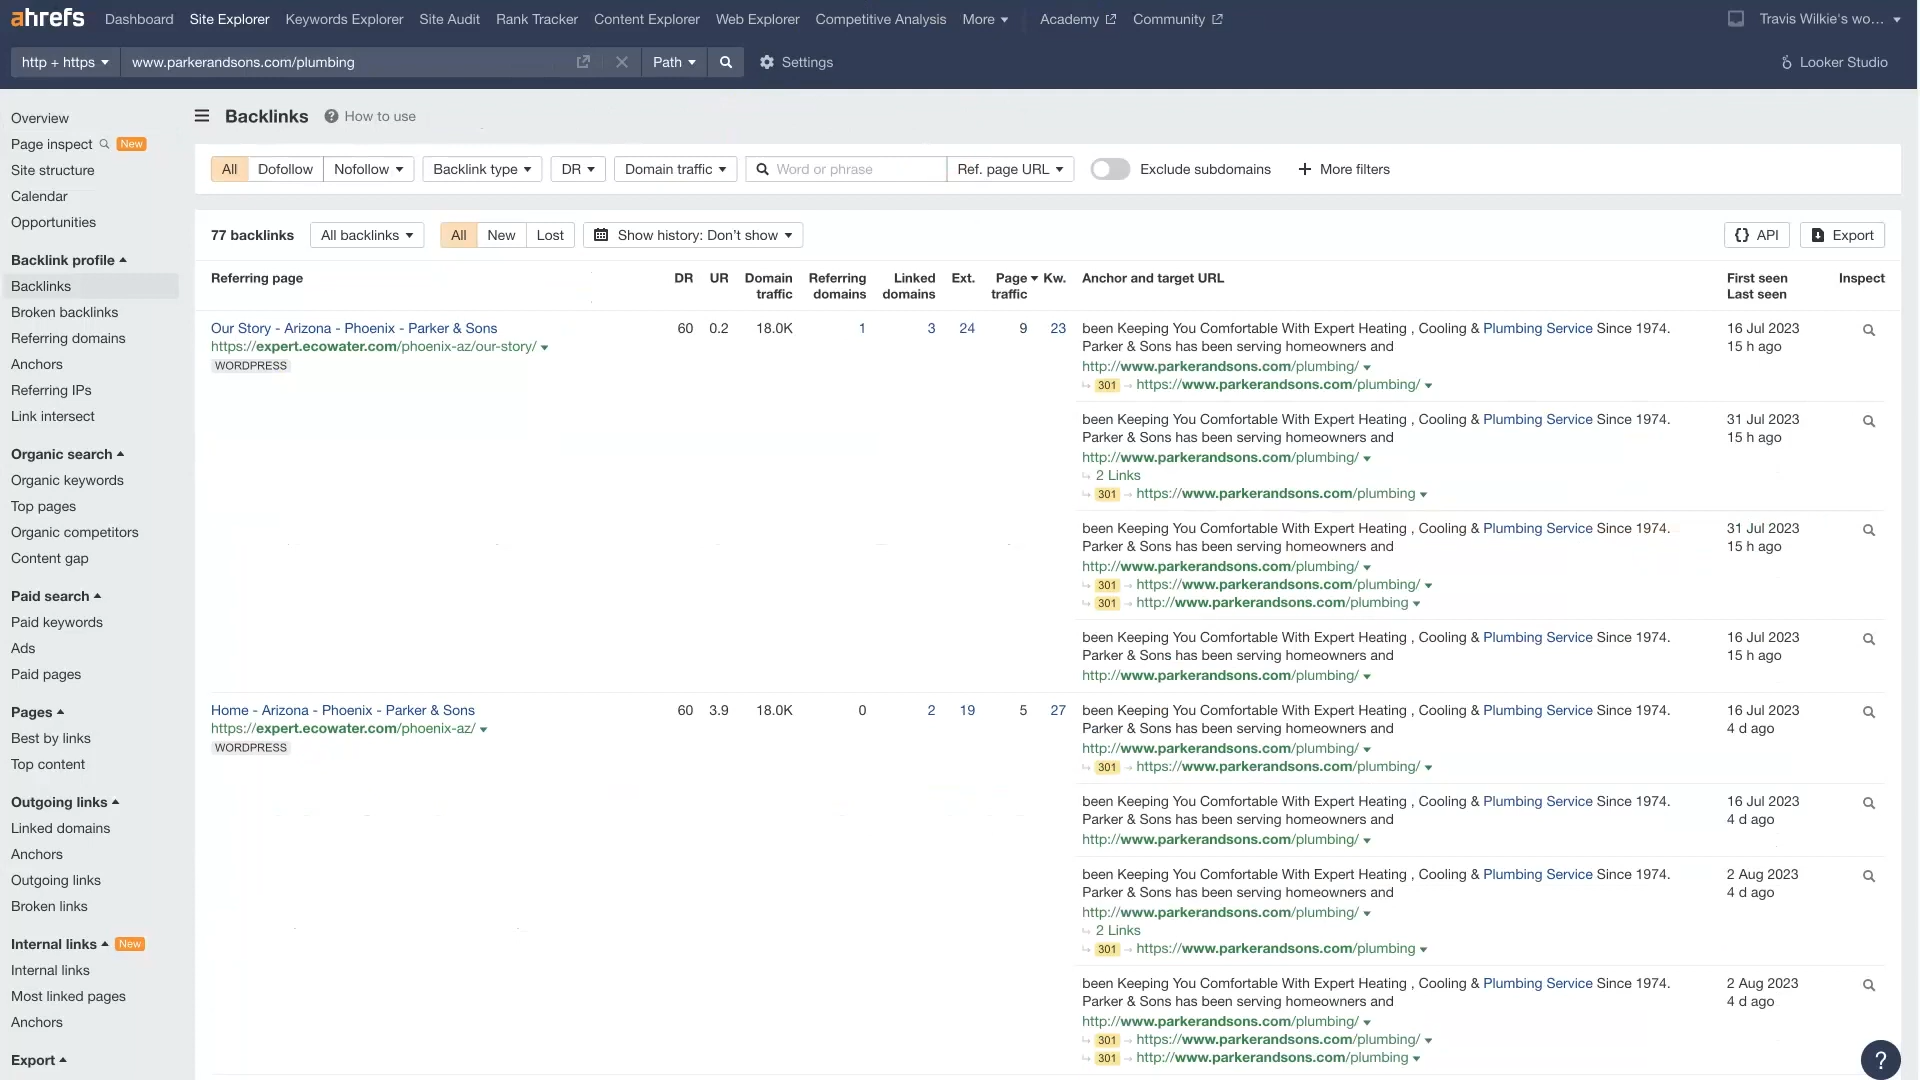 ahrefs Dashboard Site Explorer Keywords Explorer Site Audit Rank Tracker Content Explorer Web Explorer Competitive Analysis More Academy Community Travis Wilkie's wo…
http + https www.parkerandsons.com/plumbing Path Settings Looker Studio
Overview
Page inspect New
Site structure
Calendar
Opportunities
Backlink profile
Backlinks
Broken backlinks
Referring domains
Anchors
Referring IPs
Link intersect
Organic search
Organic keywords
Top pages
Organic competitors
Content gap
Paid search
Paid keywords
Ads
Paid pages
Pages
Best by links
Top content
Outgoing links
Linked domains
Anchors
Outgoing links
Broken links
Internal links New
Internal links
Most linked pages
Anchors
Export
Backlinks ? How to use
All Dofollow Nofollow Backlink type DR Domain traffic Word or phrase Ref. page URL Exclude subdomains + More filters
77 backlinks All backlinks All New Lost Show history: Don't show {} API Export
Referring page DR UR Domain traffic Referring domains Linked domains Ext. Page traffic Kw. Anchor and target URL First seen Last seen Inspect
Our Story - Arizona - Phoenix - Parker & Sons 60 0.2 18.0K 1 3 24 9 23
https://expert.ecowater.com/phoenix-az/our-story/
WORDPRESS
been Keeping You Comfortable With Expert Heating , Cooling & Plumbing Service Since 1974. 16 Jul 2023
Parker & Sons has been serving homeowners and 15 h ago
http://www.parkerandsons.com/plumbing/
301 https://www.parkerandsons.com/plumbing/
been Keeping You Comfortable With Expert Heating , Cooling & Plumbing Service Since 1974. 31 Jul 2023
Parker & Sons has been serving homeowners and 15 h ago
http://www.parkerandsons.com/plumbing/
2 Links
301 https://www.parkerandsons.com/plumbing
been Keeping You Comfortable With Expert Heating , Cooling & Plumbing Service Since 1974. 31 Jul 2023
Parker & Sons has been serving homeowners and 15 h ago
http://www.parkerandsons.com/plumbing/
301 https://www.parkerandsons.com/plumbing/
301 http://www.parkerandsons.com/plumbing
been Keeping You Comfortable With Expert Heating , Cooling & Plumbing Service Since 1974. 16 Jul 2023
Parker & Sons has been serving homeowners and 15 h ago
http://www.parkerandsons.com/plumbing/
Home - Arizona - Phoenix - Parker & Sons 60 3.9 18.0K 0 2 19 5 27
https://expert.ecowater.com/phoenix-az/
WORDPRESS
been Keeping You Comfortable With Expert Heating , Cooling & Plumbing Service Since 1974. 16 Jul 2023
Parker & Sons has been serving homeowners and 4 d ago
http://www.parkerandsons.com/plumbing/
301 https://www.parkerandsons.com/plumbing/
been Keeping You Comfortable With Expert Heating , Cooling & Plumbing Service Since 1974. 16 Jul 2023
Parker & Sons has been serving homeowners and 4 d ago
http://www.parkerandsons.com/plumbing/
been Keeping You Comfortable With Expert Heating , Cooling & Plumbing Service Since 1974. 2 Aug 2023
Parker & Sons has been serving homeowners and 4 d ago
http://www.parkerandsons.com/plumbing/
2 Links
301 https://www.parkerandsons.com/plumbing
been Keeping You Comfortable With Expert Heating , Cooling & Plumbing Service Since 1974. 2 Aug 2023
Parker & Sons has been serving homeowners and 4 d ago
http://www.parkerandsons.com/plumbing/
301 https://www.parkerandsons.com/plumbing/
301 http://www.parkerandsons.com/plumbing
?